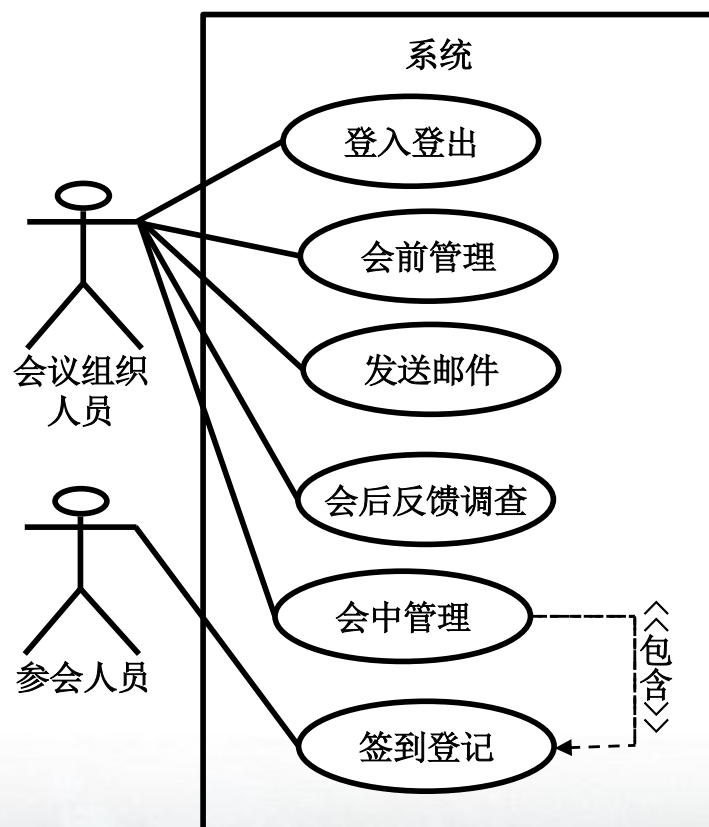 系统
登入登出
会前管理
发送邮件
会议组织
人员
会后反馈调查
会中管理
《包含》
参会人员
签到登记